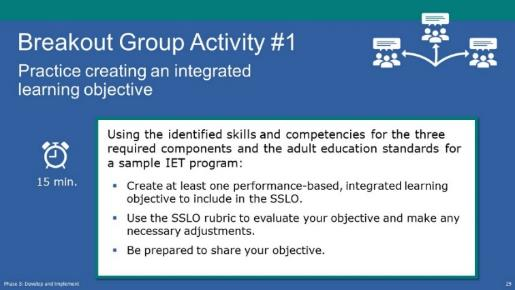 Breakout Group Activity #1
Practice creating an integrated
learning objective
15 min.
Using the identified skills and competencies for the three
required components and the adult education standards for
a sample IET program:
▪ Create at least one performance-based, integrated learning
objective to include in the SSLO.
▪ Use the SSLO rubric to evaluate your objective and make any
necessary adjustments.
▪ Be prepared to share your objective.
Phase 3: Develop and Implement
29